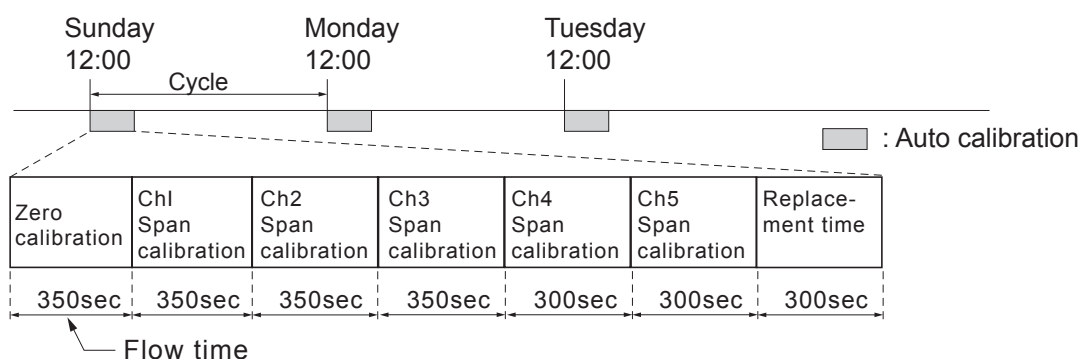 Sunday
12:00
Monday
12:00
Tuesday
12:00
Cycle
: Auto calibration
Zero
calibration
Chl
Span
calibration
Ch2
Span
calibration
Ch3
Span
calibration
Ch4
Span
calibration
Ch5
Span
calibration
Replace-
ment time
350sec
350sec
350sec
350sec
300sec
300sec
300sec
Flow time